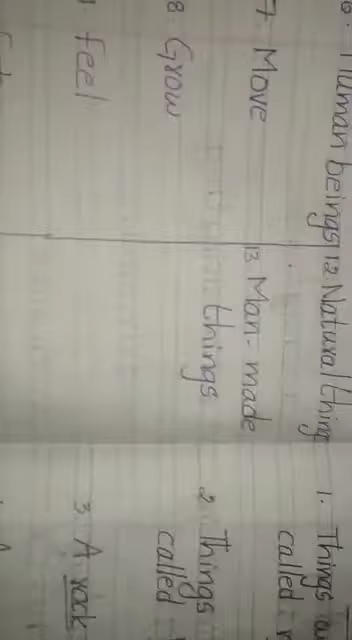 6. Human beings
7. Move
8. Grow
feel
12. Natural thing
13. Man-made
things
1. Things
called
2. Things
called
3. A rock